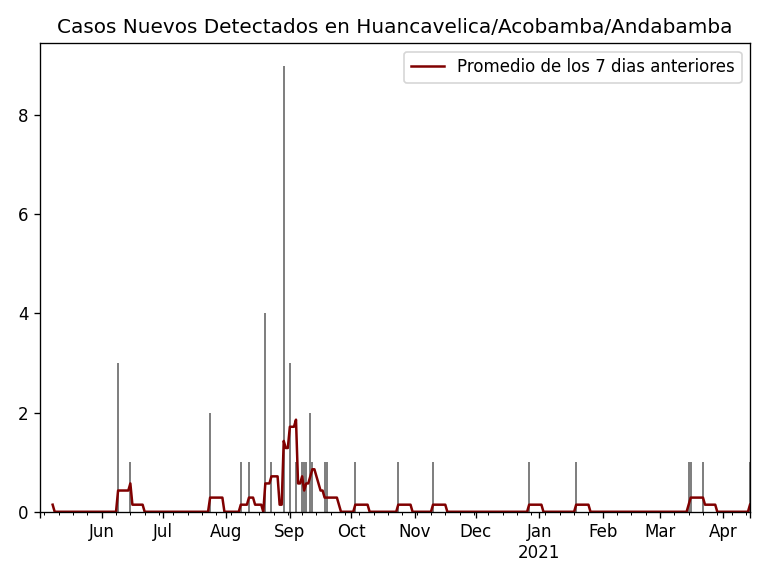 Casos Nuevos Detectados en Huancavelica/Acobamba/Andabamba
Promedio de los 7 dias anteriores
8
6
4
2
0
Jun Jul Aug Sep Oct Nov Dec Jan Feb Mar Apr
2021